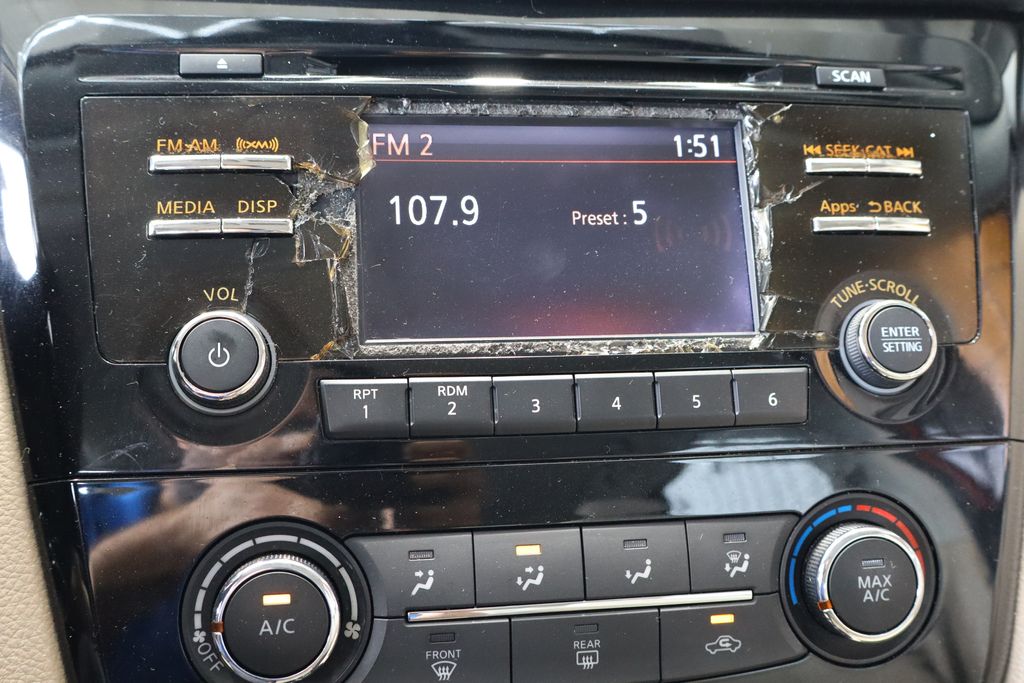 SCAN
FM·AM
((XM))
SEEK·CAT
FM 2
1:51
MEDIA
DISP
107.9
Preset : 5
Apps
BACK
VOL
TUNE·SCROLL
ENTER
SETTING
RPT
1
RDM
2
3
4
5
6
A/C
OFF
MAX
A/C
FRONT
REAR